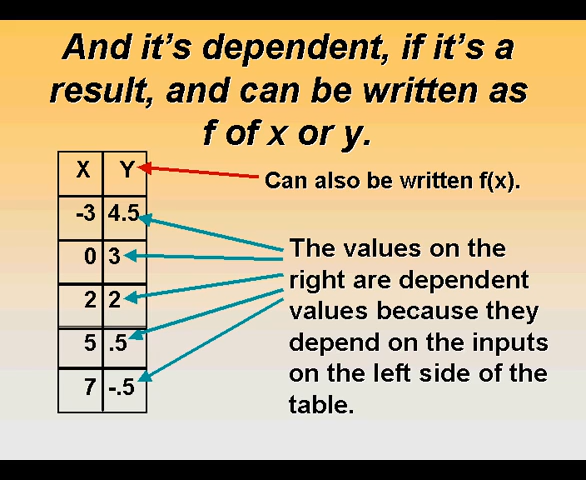 And it's dependent, if it's a
result, and can be written as
f of x or y.
X Y
Can also be written f(x).
-3 4.5
0 3
2 2
5 .5
7 -.5
The values on the
right are dependent
values because they
depend on the inputs
on the left side of the
table.